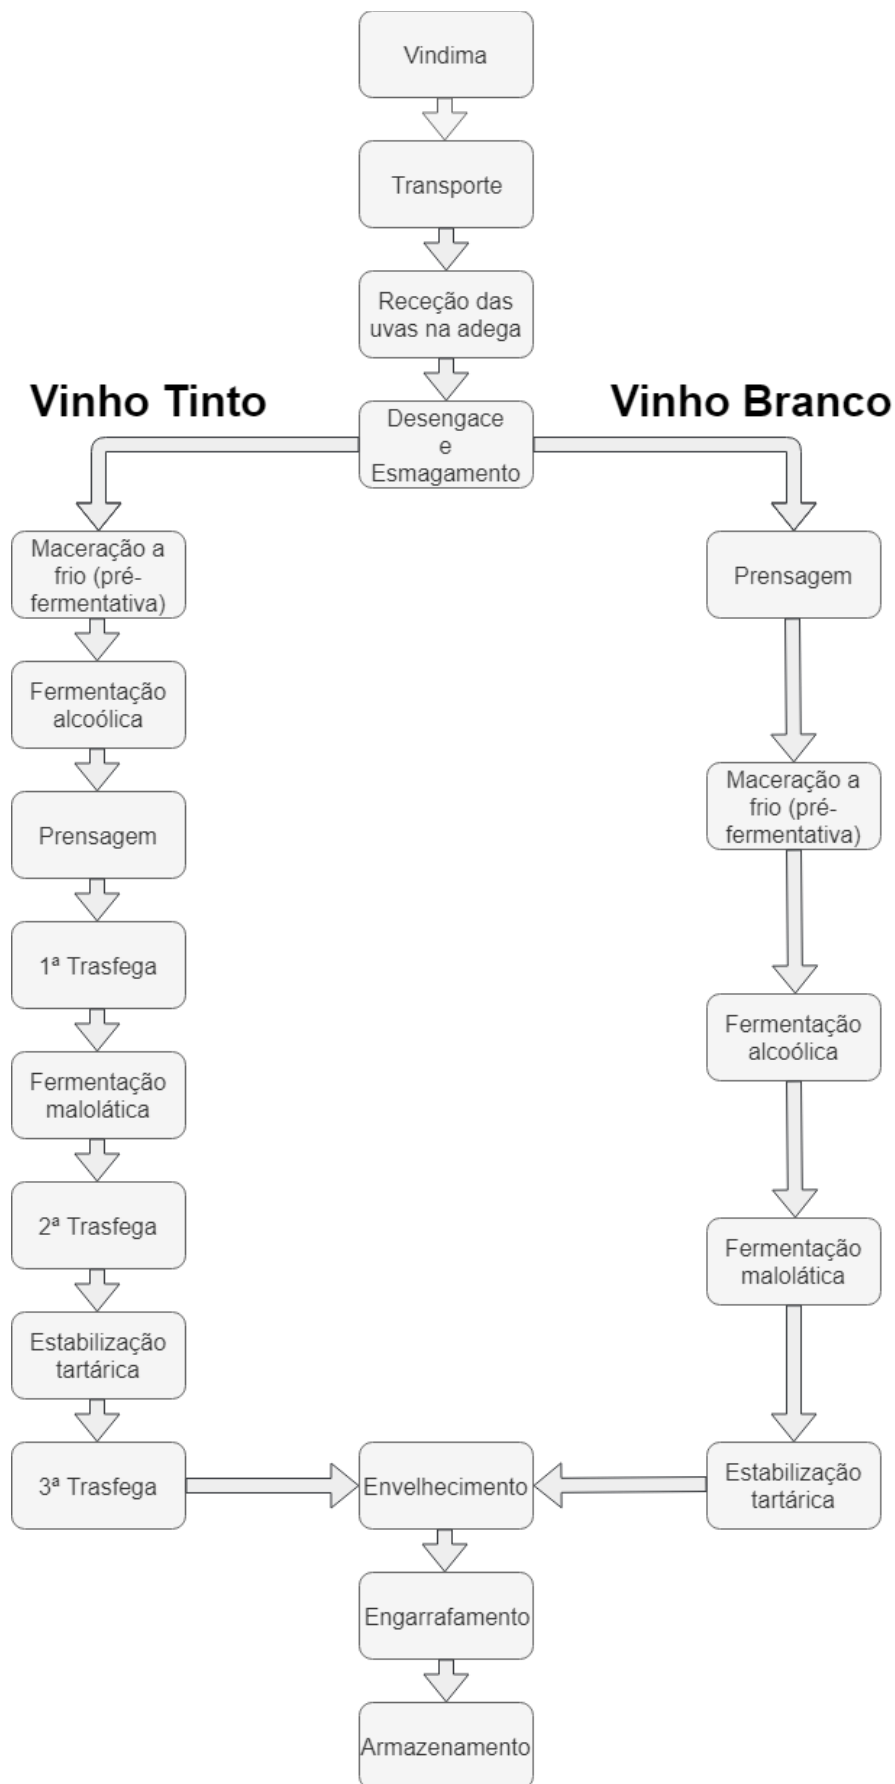 Vindima
Transporte
Receção das
uvas na adega
Vinho Tinto
Vinho Branco
Desengace
e
Esmagamento
Maceração a
frio (pré-
fermentativa)
Fermentação
alcoólica
Prensagem
1ª Trasfega
Fermentação
malolática
2ª Trasfega
Estabilização
tartárica
3ª Trasfega
Prensagem
Maceração a
frio (pré-
fermentativa)
Fermentação
alcoólica
Fermentação
malolática
Estabilização
tartárica
Envelhecimento
Engarrafamento
Armazenamento